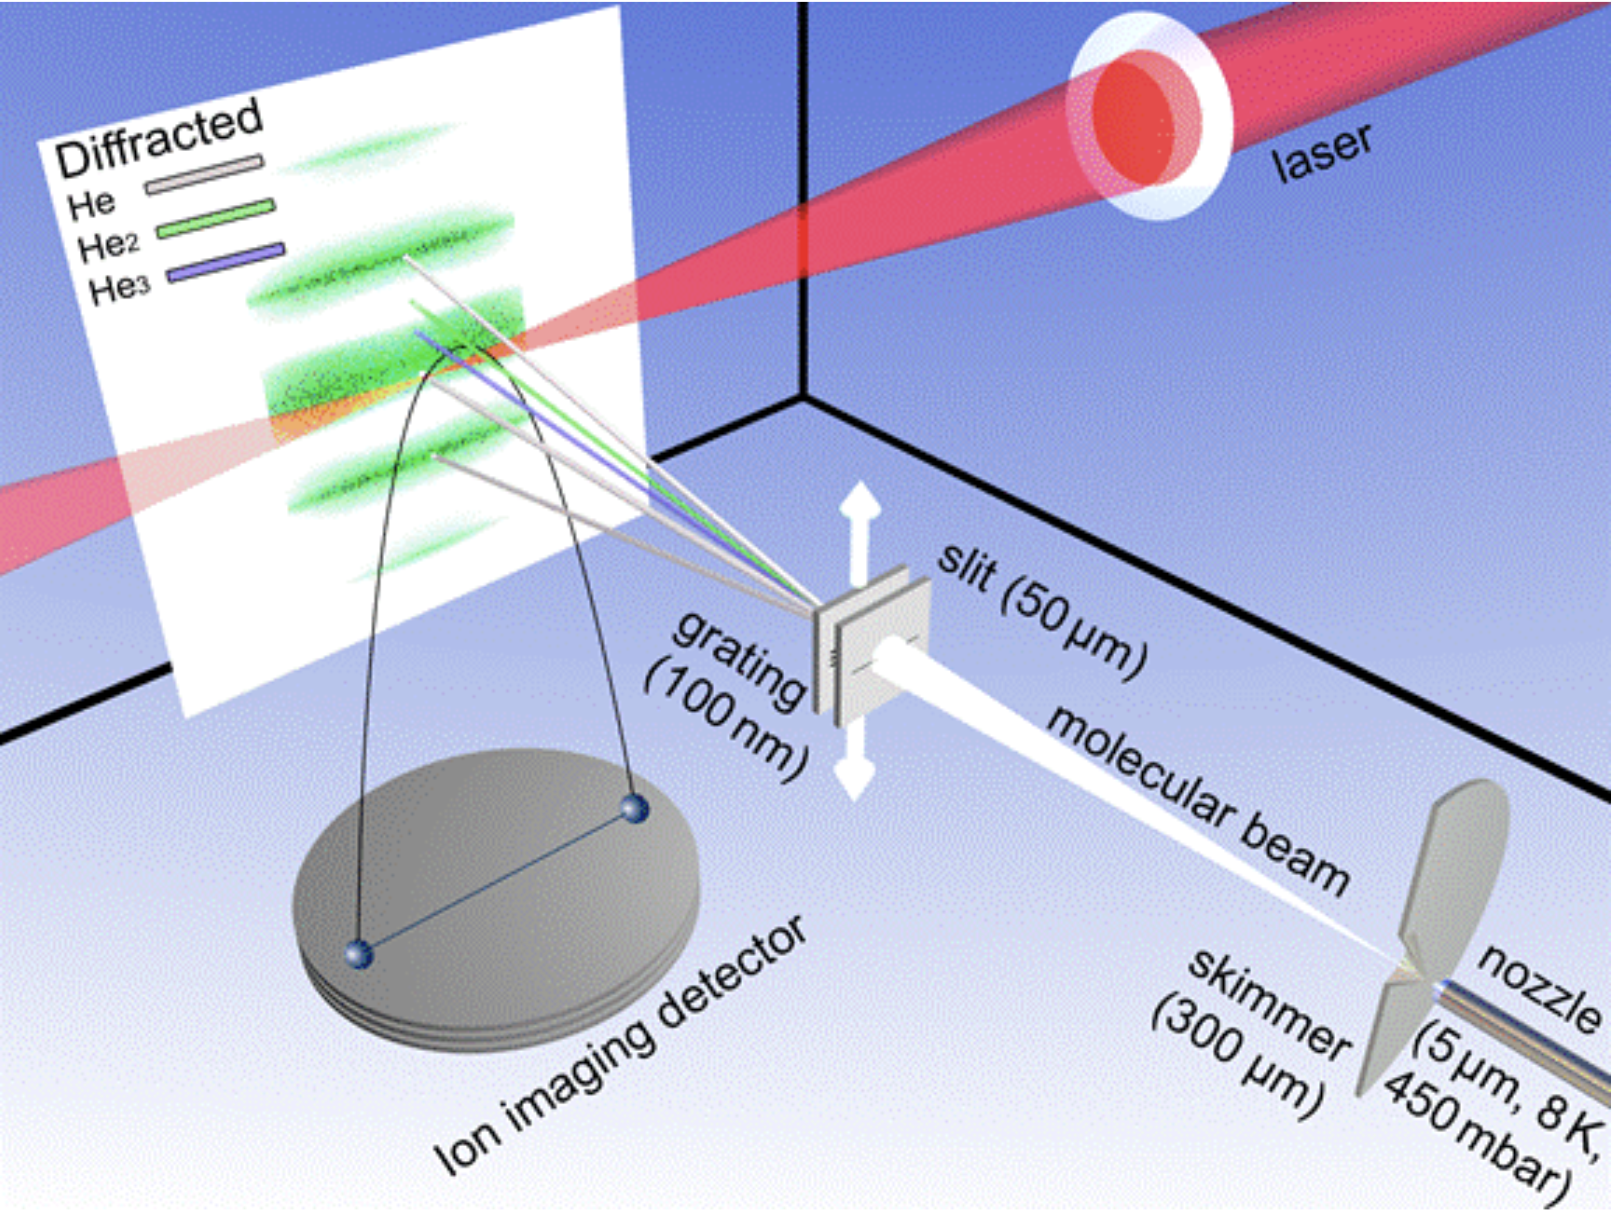 Diffracted
He
He2
He3
laser
slit (50 µm)
grating
(100 nm)
molecular beam
skimmer
(300 µm)
nozzle
(5 µm, 8 K,
450 mbar)
Ion imaging detector